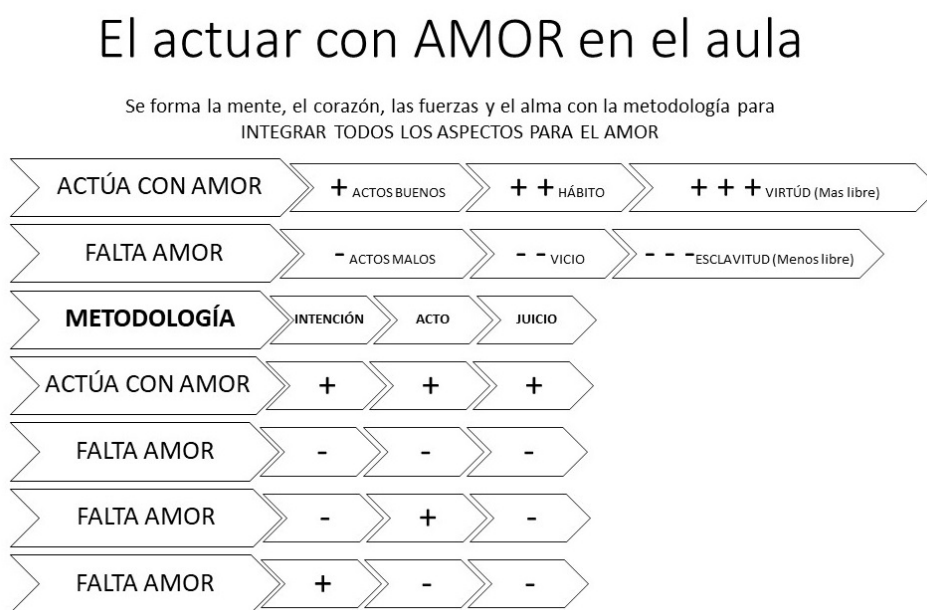 El actuar con AMOR en el aula
Se forma la mente, el corazón, las fuerzas y el alma con la metodología para
INTEGRAR TODOS LOS ASPECTOS PARA EL AMOR
ACTÚA CON AMOR + ACTOS BUENOS + + HÁBITO + + + VIRTÚD (Mas libre)
FALTA AMOR - ACTOS MALOS - - VICIO - - - ESCLAVITUD (Menos libre)
METODOLOGÍA INTENCIÓN ACTO JUICIO
ACTÚA CON AMOR + + +
FALTA AMOR - - -
FALTA AMOR - + -
FALTA AMOR + - -